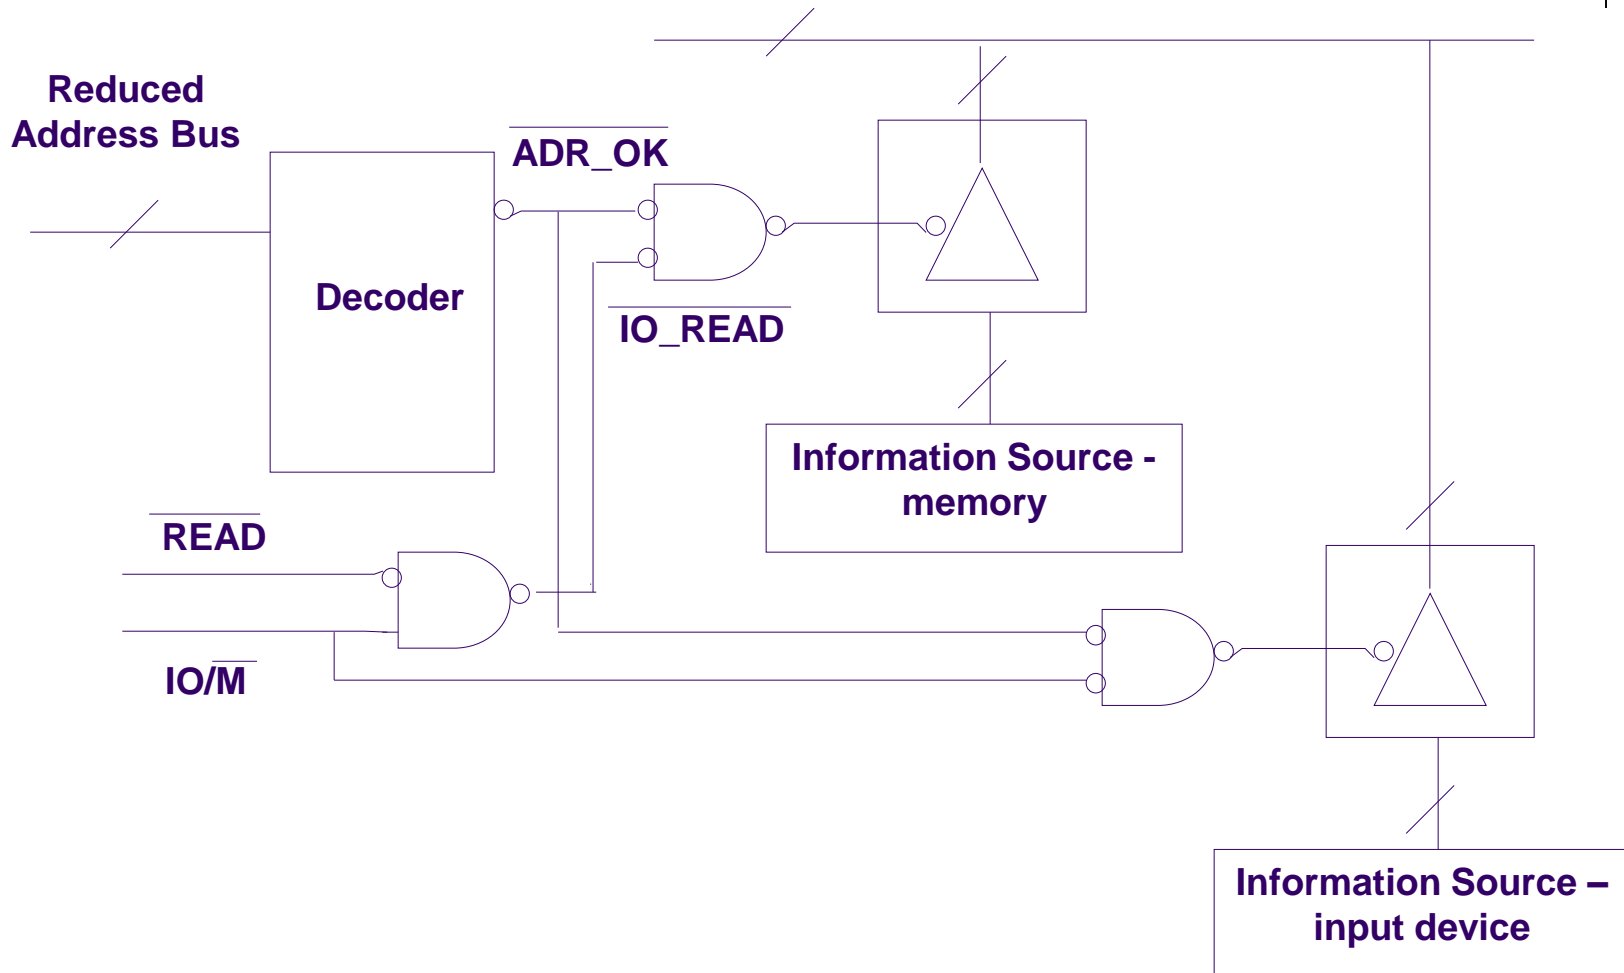 Reduced
Address Bus
ADR_OK
Decoder
IO_READ
Information Source -
memory
READ
IO/M
Information Source –
input device